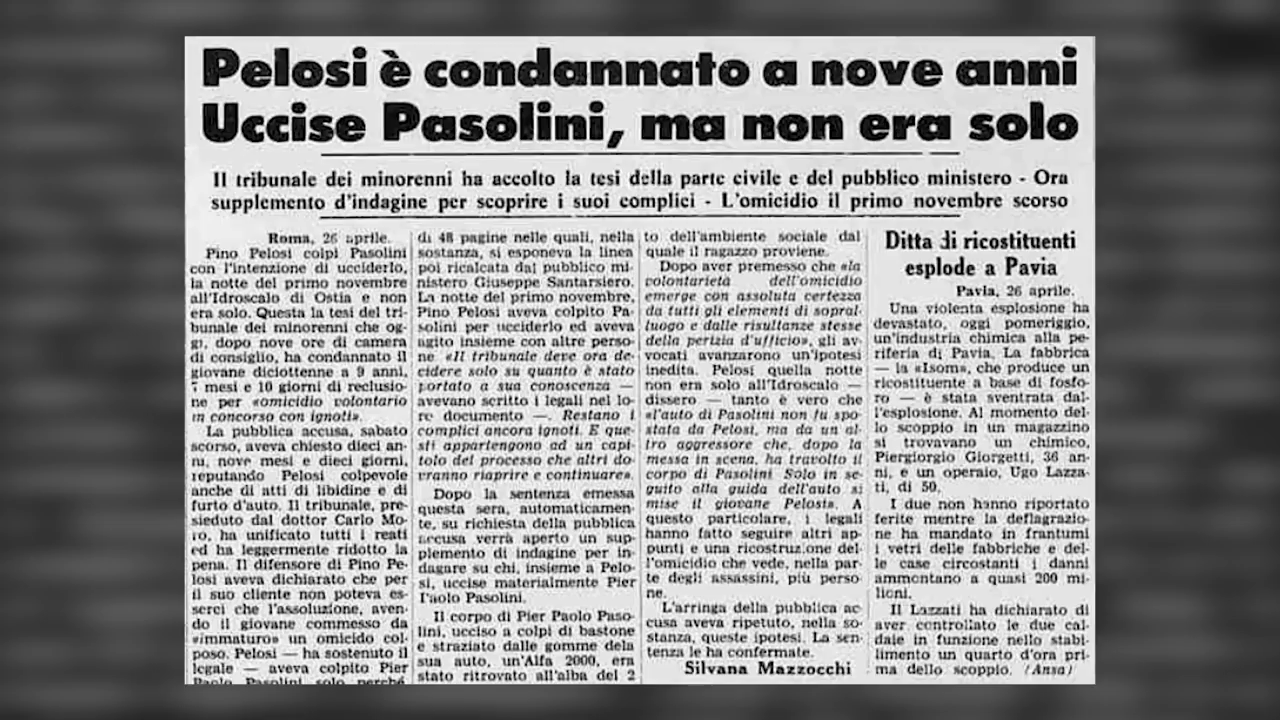 Pelosi è condannato a nove anni
Uccise Pasolini, ma non era solo
Il tribunale dei minorenni ha accolto la tesi della parte civile e del pubblico ministero - Ora
supplemento d'indagine per scoprire i suoi complici - L'omicidio il primo novembre scorso
Roma, 26 aprile.
Pino Pelosi colpì Pasolini
con l'intenzione di ucciderlo,
la notte del primo novembre
all'Idroscalo di Ostia e non
era solo. Questa la tesi del tri-
bunale dei minorenni che og-
gi, dopo nove ore di camera
di consiglio, ha condannato il
giovane diciottenne a 9 anni,
7 mesi e 10 giorni di reclusio-
ne per «omicidio volontario
in concorso con ignoti».
La pubblica accusa, sabato
scorso, aveva chiesto dieci an-
ni, nove mesi e dieci giorni,
reputando Pelosi colpevole
anche di atti di libidine e di
furto d'auto. Il tribunale, pre-
sieduto dal dottor Carlo Mo-
ro, ha unificato tutti i reati
ed ha leggermente ridotto la
pena. Il difensore di Pino Pe-
losi aveva dichiarato che per
il suo cliente non poteva es-
serci che l'assoluzione, aven-
do il giovane commesso da
«immaturo» un omicido col-
poso. Pelosi — ha sostenuto il
legale — aveva colpito Pier
Paolo Pasolini solo perché
di 48 pagine nelle quali, nella
sostanza, si esponeva la linea
poi ricalcata dal pubblico mi-
nistero Giuseppe Santarsiero.
La notte del primo novembre,
Pino Pelosi aveva colpito Pa-
solini per ucciderlo ed aveva
agito insieme con altre perso-
ne «Il tribunale deve ora de-
cidere solo su quanto è stato
portato a sua conoscenza —
avevano scritto i legali nel lo-
ro documento —. Restano i
complici ancora ignoti. E que-
sti appartengono ad un capi-
tolo del processo che altri do-
vranno riaprire e continuare».
Dopo la sentenza emessa
questa sera, automaticamen-
te, su richiesta della pubblica
accusa verrà aperto un sup-
plemento di indagine per in-
dagare su chi, insieme a Pelo-
si, uccise materialmente Pier
Paolo Pasolini.
Il corpo di Pier Paolo Paso-
lini, ucciso a colpi di bastone
e straziato dalle gomme della
sua auto, un'Alfa 2000, era
stato ritrovato all'alba del 2
to dell'ambiente sociale dal
quale il ragazzo proviene.
Dopo aver premesso che «la
volontarietà dell'omicidio
emerge con assoluta certezza
da tutti gli elementi di sopral-
luogo e dalle risultanze stesse
della perizia d'ufficio», gli av-
vocati avanzarono un'ipotesi
inedita. Pelosi quella notte
non era solo all'Idroscalo —
dissero — tanto è vero che
«l'auto di Pasolini non fu spo-
stata da Pelosi, ma da un al-
tro aggressore che, dopo la
messa in scena, ha travolto il
corpo di Pasolini Solo in se-
guito alla guida dell'auto si
mise il giovane Pelosi». A
questo particolare, i legali
hanno fatto seguire altri ap-
punti e una ricostruzione del-
l'omicidio che vede, nella par-
te degli assassini, più perso
ne.
L'arringa della pubblica ac-
cusa aveva ripetuto, nella so-
stanza, queste ipotesi. La sen-
tenza le ha confermate.
Silvana Mazzocchi
Ditta di ricostituenti
esplode a Pavia
Pavia, 26 aprile.
Una violenta esplosione ha
devastato, oggi pomeriggio,
un'industria chimica alla pe-
riferia di Pavia. La fabbrica
— la «Isom», che produce un
ricostituente a base di fosfo-
ro — è stata sventrata dal-
l'esplosione. Al momento del-
lo scoppio in un magazzino
si trovavano un chimico,
Piergiorgio Giorgetti, 36 an-
ni, e un operaio, Ugo Lazza-
ti, di 50.
I due non hanno riportato
ferite mentre la deflagrazio-
ne ha mandato in frantumi
i vetri delle fabbriche e del-
le case circostanti i danni
ammontano a quasi 200 mi-
lioni.
Il Lazzati ha dichiarato di
aver controllato le due cal-
daie in funzione nello stabi-
limento un quarto d'ora pri-
ma dello scoppio. (Ansa)